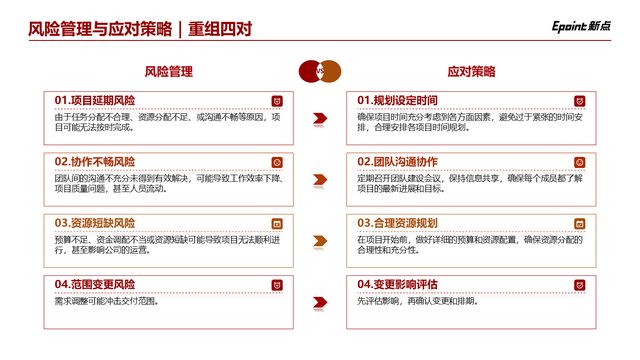 风险管理与应对策略｜重组四对
Epoint 新点
风险管理
VS
应对策略
01.项目延期风险
由于任务分配不合理、资源分配不足、或沟通不畅等原因，项
目可能无法按时完成。
01.规划设定时间
确保项目时间充分考虑到各方面因素，避免过于紧张的时间安
排，合理安排各项目时间规划。
02.协作不畅风险
团队间的沟通不充分未得到有效解决，可能导致工作效率下降、
项目质量问题，甚至人员流动。
02.团队沟通协作
定期召开团队建设会议，保持信息共享，确保每个成员都了解
项目的最新进展和目标。
03.资源短缺风险
预算不足、资金调配不当或资源短缺可能导致项目无法顺利进
行，甚至影响公司的运营。
03.合理资源规划
在项目开始前，做好详细的预算和资源配置，确保资源分配的
合理性和充分性。
04.范围变更风险
需求调整可能冲击交付范围。
04.变更影响评估
先评估影响，再确认变更和排期。